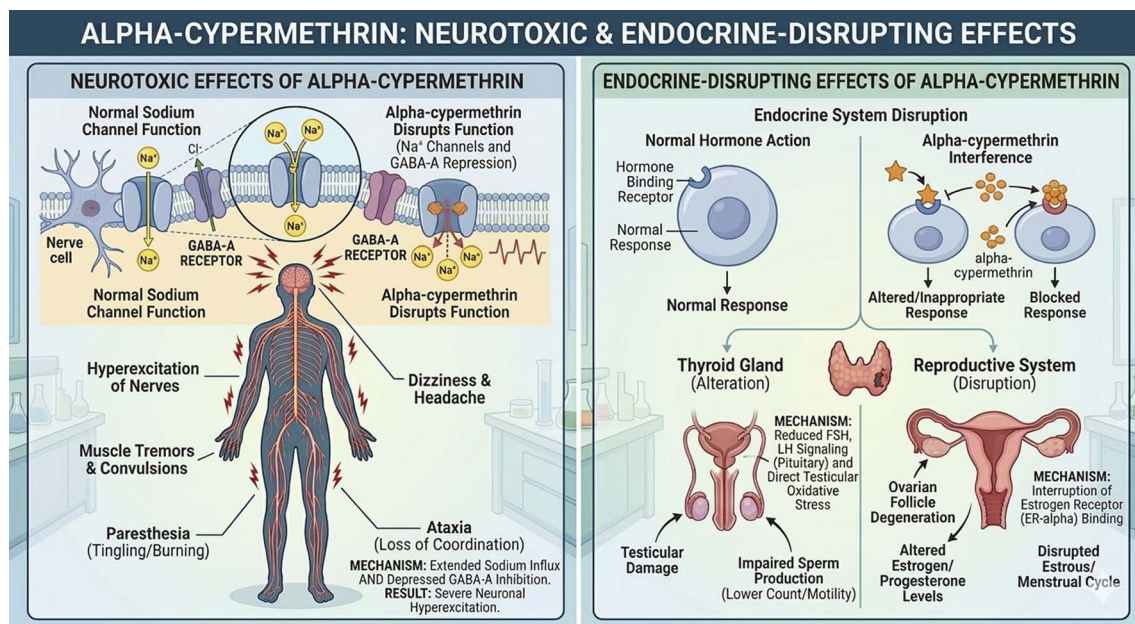 ALPHA-CYPERMETHRIN: NEUROTOXIC & ENDOCRINE-DISRUPTING EFFECTS
NEUROTOXIC EFFECTS OF ALPHA-CYPERMETHRIN
Normal Sodium
Channel Function
Cl⁻
Na⁺
Na⁺
Na⁺
Na⁺
Na⁺
Alpha-cypermethrin
Disrupts Function
(Na⁺ Channels and
GABA-A Repression)
Nerve
cell
GABA-A
RECEPTOR
GABA-A
RECEPTOR
Na⁺
Na⁺
Na⁺
Normal Sodium
Channel Function
Alpha-cypermethrin
Disrupts Function
Hyperexcitation
of Nerves
Dizziness &
Headache
Muscle Tremors
& Convulsions
Paresthesia
(Tingling/Burning)
Ataxia
(Loss of Coordination)
MECHANISM: Extended Sodium Influx
AND Depressed GABA-A Inhibition.
RESULT: Severe Neuronal
Hyperexcitation.
ENDOCRINE-DISRUPTING EFFECTS OF ALPHA-CYPERMETHRIN
Endocrine System Disruption
Normal Hormone Action
Hormone
Binding
Receptor
Normal
Response
Normal Response
Alpha-cypermethrin
Interference
alpha-
cypermethrin
Altered/Inappropriate
Response
Blocked
Response
Thyroid Gland
(Alteration)
Reproductive System
(Disruption)
MECHANISM:
Reduced FSH,
LH Signaling
(Pituitary) and
Direct Testicular
Oxidative
Stress
Testicular
Damage
Impaired Sperm
Production
(Lower Count/Motility)
Ovarian
Follicle
Degeneration
MECHANISM:
Interruption of
Estrogen Receptor
(ER-alpha) Binding
Altered
Estrogen/
Progesterone
Levels
Disrupted
Estrous/
Menstrual Cycle